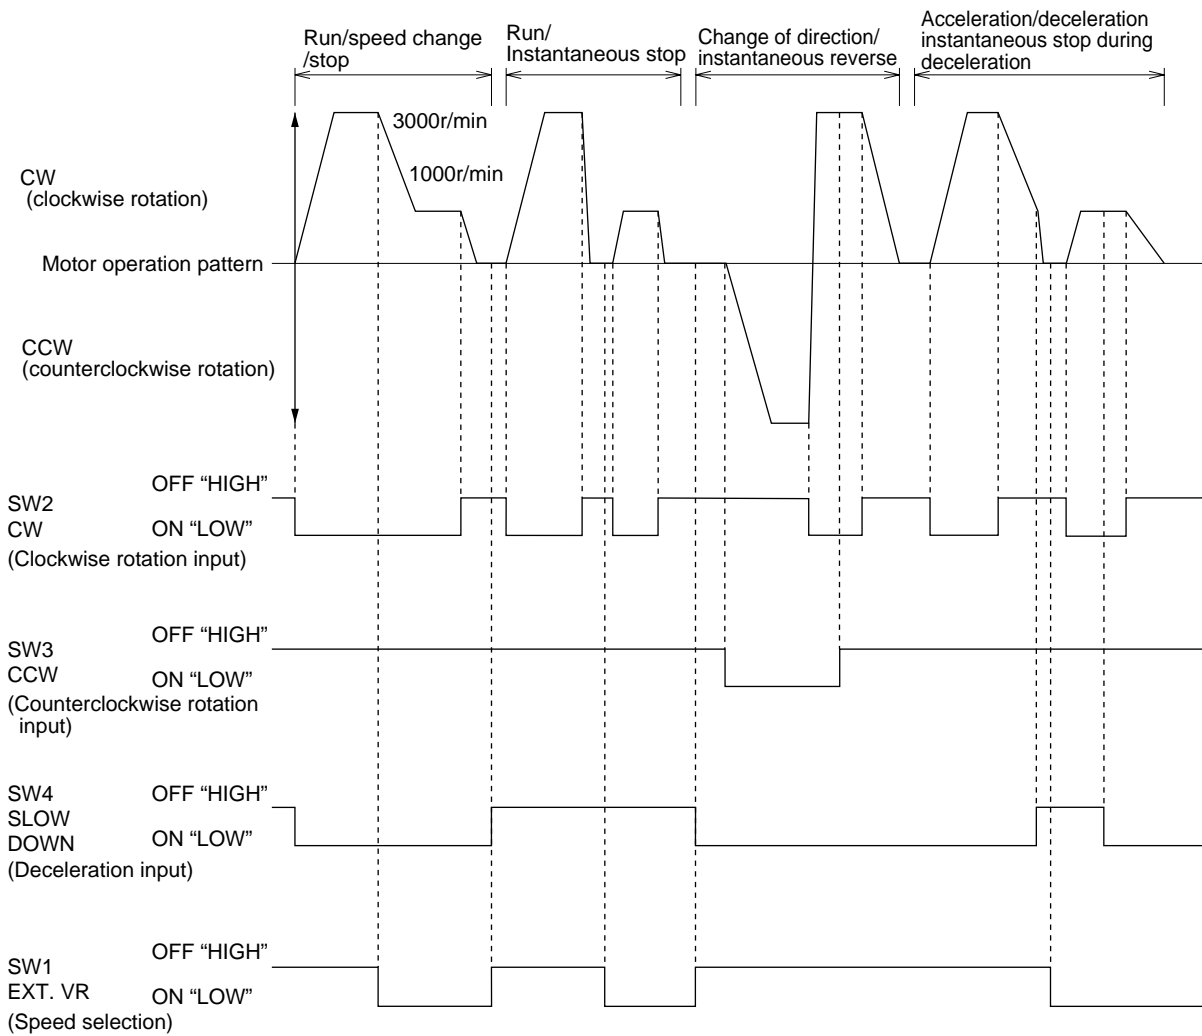 Run/speed change
/stop
Run/
Instantaneous stop
Change of direction/
instantaneous reverse
Acceleration/deceleration
instantaneous stop during
deceleration
3000r/min
1000r/min
CW
(clockwise rotation)
Motor operation pattern
CCW
(counterclockwise rotation)
OFF “HIGH”
SW2
CW
ON “LOW”
(Clockwise rotation input)
OFF “HIGH”
SW3
CCW
ON “LOW”
(Counterclockwise rotation
input)
SW4
OFF “HIGH”
SLOW
DOWN
ON “LOW”
(Deceleration input)
OFF “HIGH”
SW1
EXT. VR
ON “LOW”
(Speed selection)